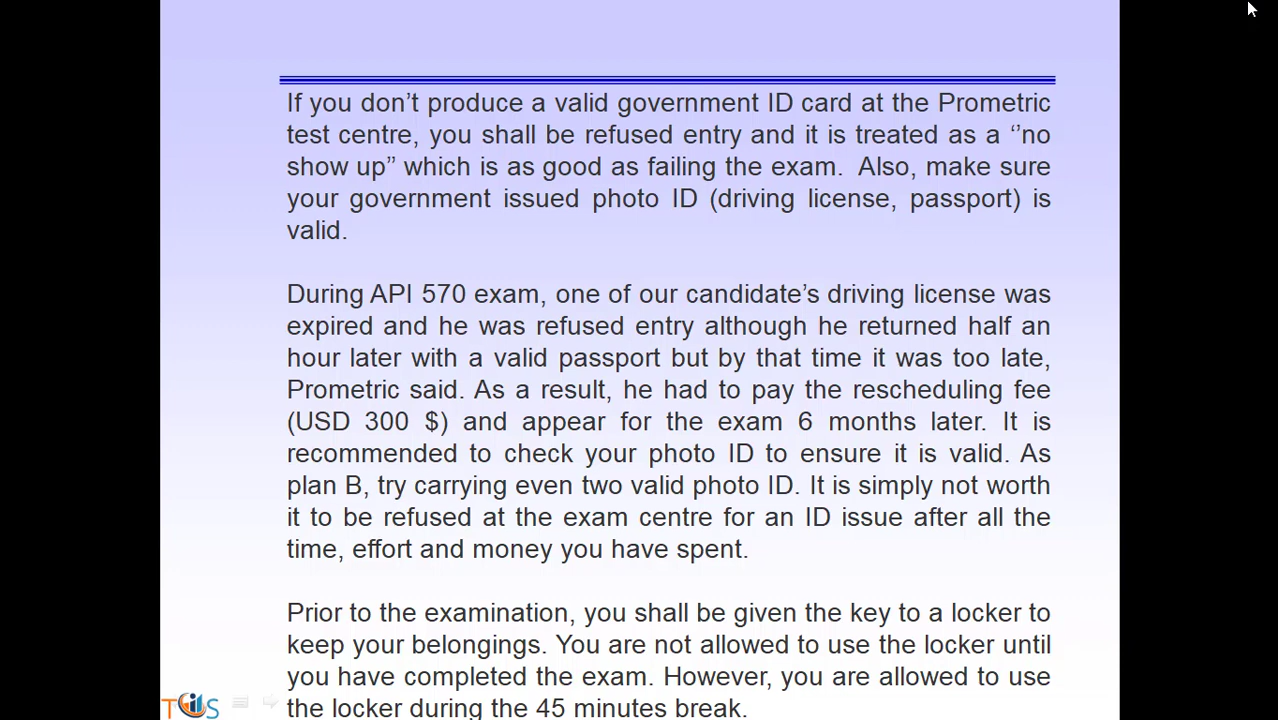 If you don’t produce a valid government ID card at the Prometric
test centre, you shall be refused entry and it is treated as a ‘’no
show up” which is as good as failing the exam. Also, make sure
your government issued photo ID (driving license, passport) is
valid.
During API 570 exam, one of our candidate’s driving license was
expired and he was refused entry although he returned half an
hour later with a valid passport but by that time it was too late,
Prometric said. As a result, he had to pay the rescheduling fee
(USD 300 $) and appear for the exam 6 months later. It is
recommended to check your photo ID to ensure it is valid. As
plan B, try carrying even two valid photo ID. It is simply not worth
it to be refused at the exam centre for an ID issue after all the
time, effort and money you have spent.
Prior to the examination, you shall be given the key to a locker to
keep your belongings. You are not allowed to use the locker until
you have completed the exam. However, you are allowed to use
the locker during the 45 minutes break.